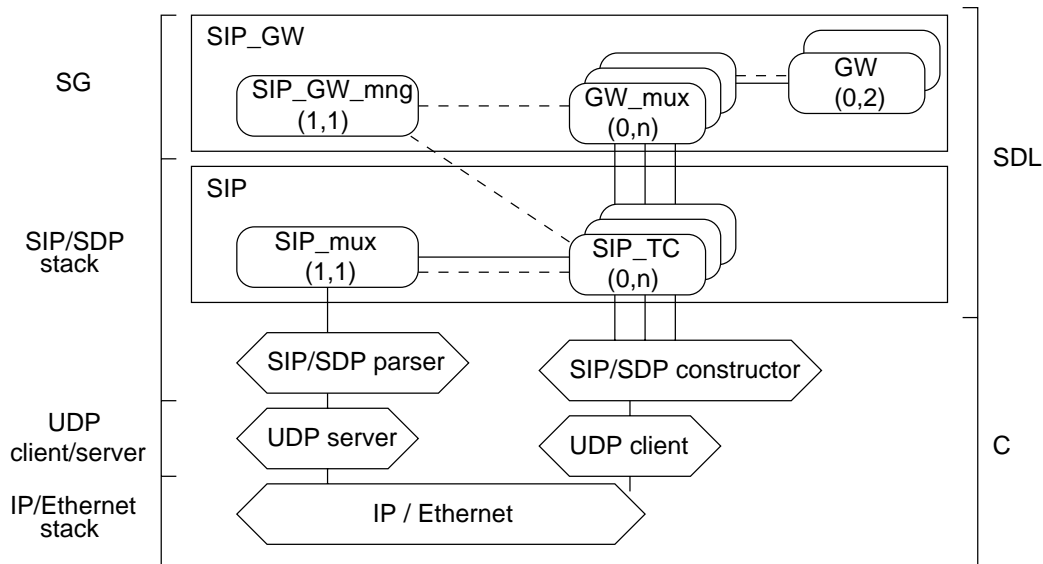 SIP_GW
SG
SIP_GW_mng
(1,1)
GW_mux
(0,n)
GW
(0,2)
SDL
SIP
SIP/SDP
stack
SIP_mux
(1,1)
SIP_TC
(0,n)
SIP/SDP parser
SIP/SDP constructor
UDP
client/server
UDP server
UDP client
C
IP/Ethernet
stack
IP / Ethernet